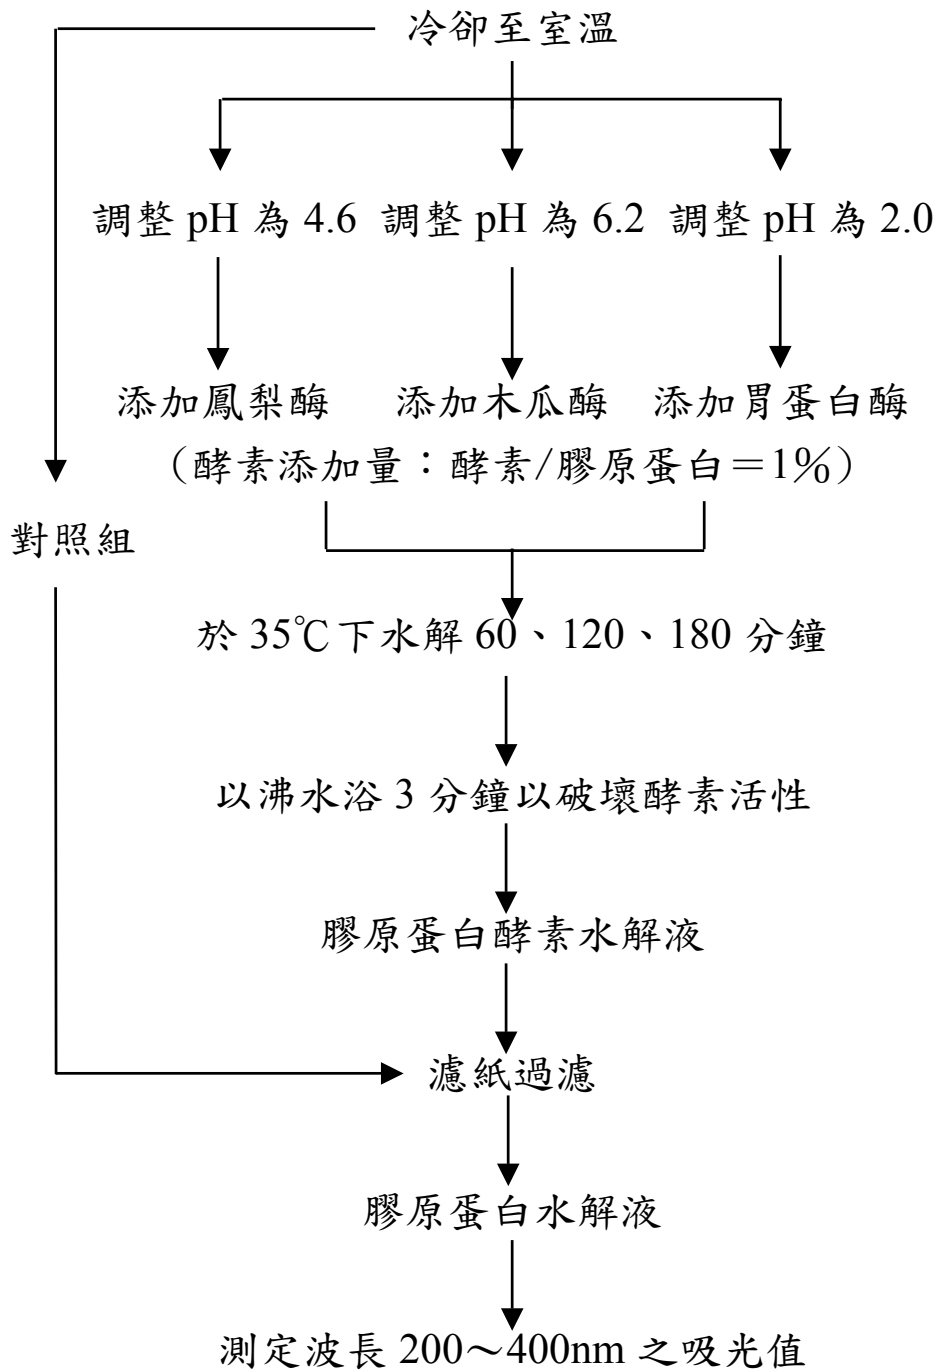 冷卻至室溫
調整 pH 為 4.6 調整 pH 為 6.2 調整 pH 為 2.0
添加鳳梨酶 添加木瓜酶 添加胃蛋白酶
（酵素添加量：酵素/膠原蛋白＝1％）
對照組
於 35℃下水解 60、120、180 分鐘
以沸水浴 3 分鐘以破壞酵素活性
膠原蛋白酵素水解液
濾紙過濾
膠原蛋白水解液
測定波長 200～400nm 之吸光值